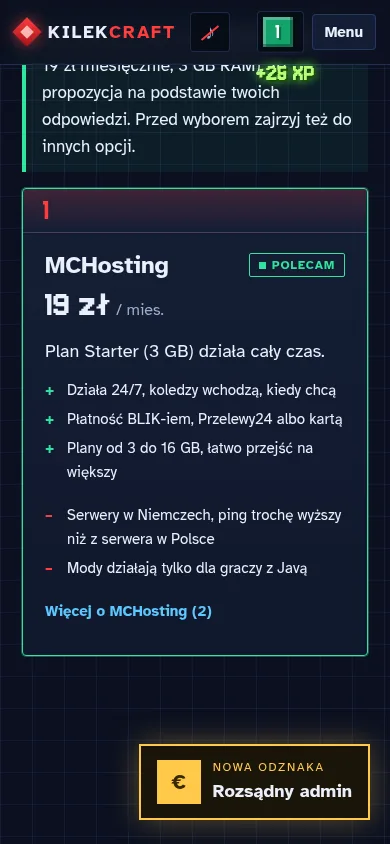 KILEKCRAFT
1
Menu
19 zł miesięcznie, 3 GB RAM.
+26 XP
propozycja na podstawie twoich
odpowiedzi. Przed wyborem zajrzyj też do
innych opcji.
1
MCHosting
POLECAM
19 zł / mies.
Plan Starter (3 GB) działa cały czas.
+ Działa 24/7, koledzy wchodzą, kiedy chcą
+ Płatność BLIK-iem, Przelewy24 albo kartą
+ Plany od 3 do 16 GB, łatwo przejść na
większy
– Serwery w Niemczech, ping trochę wyższy
niż z serwera w Polsce
– Mody działają tylko dla graczy z Javą
Więcej o MCHosting (2)
€
NOWA ODZNAKA
Rozsądny admin